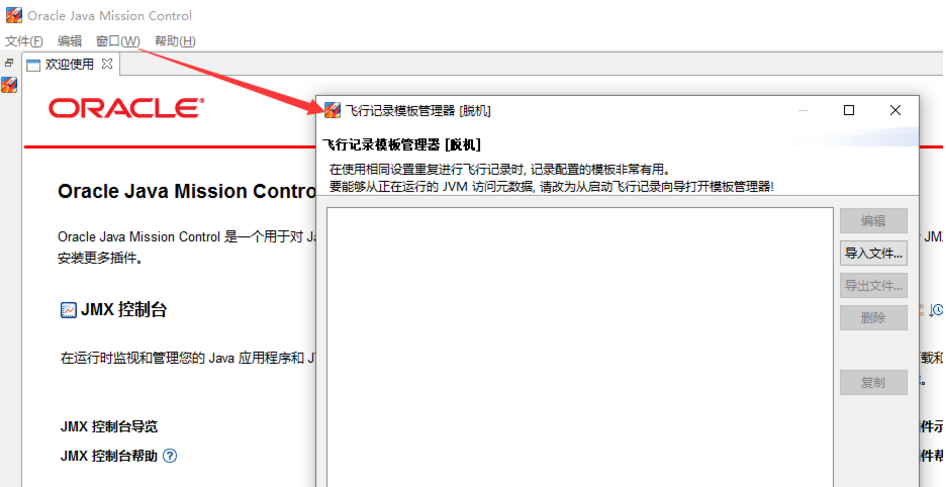 Oracle Java Mission Control
文件(F) 编辑 窗口(W) 帮助(H)
欢迎使用
ORACLE
飞行记录模板管理器 [脱机]
飞行记录模板管理器 [脱机]
在使用相同设置重复进行飞行记录时, 记录配置的模板非常有用。
要能够从正在运行的 JVM 访问元数据, 请改为从启动飞行记录向导打开模板管理器!
编辑
导入文件...
导出文件...
删除
复制
Oracle Java Mission Contro
Oracle Java Mission Control 是一个用于对 Ja
JM
安装更多插件。
JMX 控制台
在运行时监视和管理您的 Java 应用程序和 J
载和
JMX 控制台导览
件示
JMX 控制台帮助
件帮